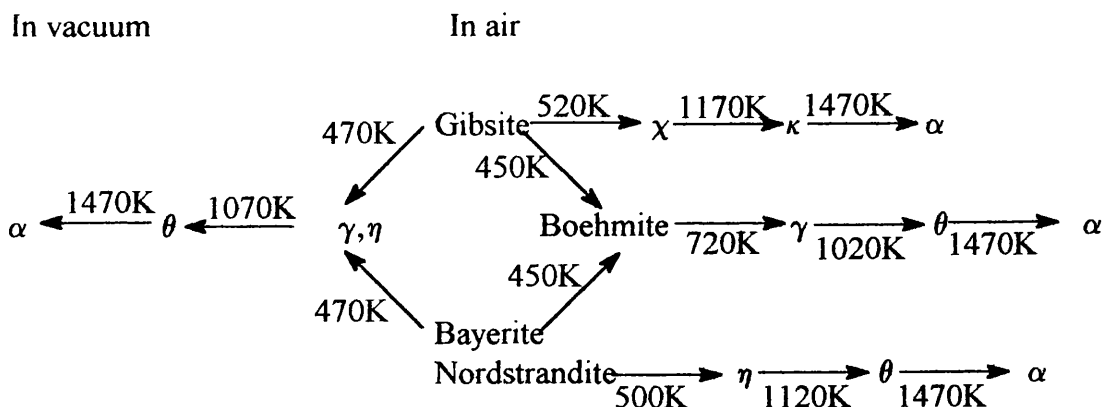 In vacuum In air
520K 1170K 1470K
470K Gibsite χ κ α
450K
1470K 1070K
α θ γ,η Boehmite γ θ α
720K 1020K 1470K
450K
470K
Bayerite
Nordstrandite η θ α
500K 1120K 1470K